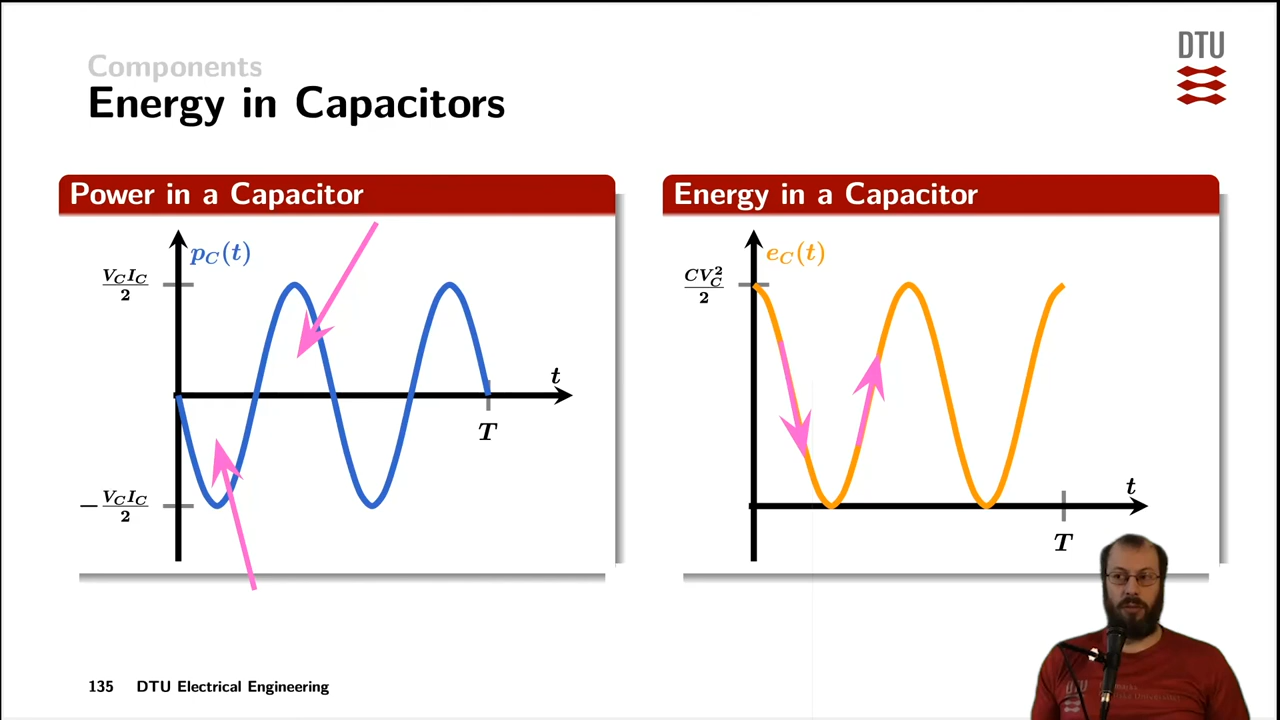 Components
Energy in Capacitors
DTU
Power in a Capacitor
p_C(t)
V_C I_C / 2
t
T
− V_C I_C / 2
Energy in a Capacitor
e_C(t)
C V_C^2 / 2
t
T
135 DTU Electrical Engineering
DTU